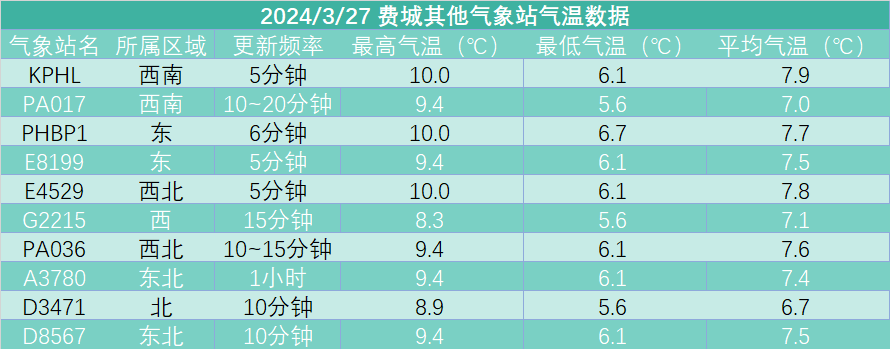 2024/3/27 费城其他气象站气温数据
气象站名 所属区域 更新频率 最高气温（℃） 最低气温（℃） 平均气温（℃）
KPHL 西南 5分钟 10.0 6.1 7.9
PA017 西南 10~20分钟 9.4 5.6 7.0
PHBP1 东 6分钟 10.0 6.7 7.7
E8199 东 5分钟 9.4 6.1 7.5
E4529 西北 5分钟 10.0 6.1 7.8
G2215 西 15分钟 8.3 5.6 7.1
PA036 西北 10~15分钟 9.4 6.1 7.6
A3780 东北 1小时 9.4 6.1 7.4
D3471 北 10分钟 8.9 5.6 6.7
D8567 东北 10分钟 9.4 6.1 7.5